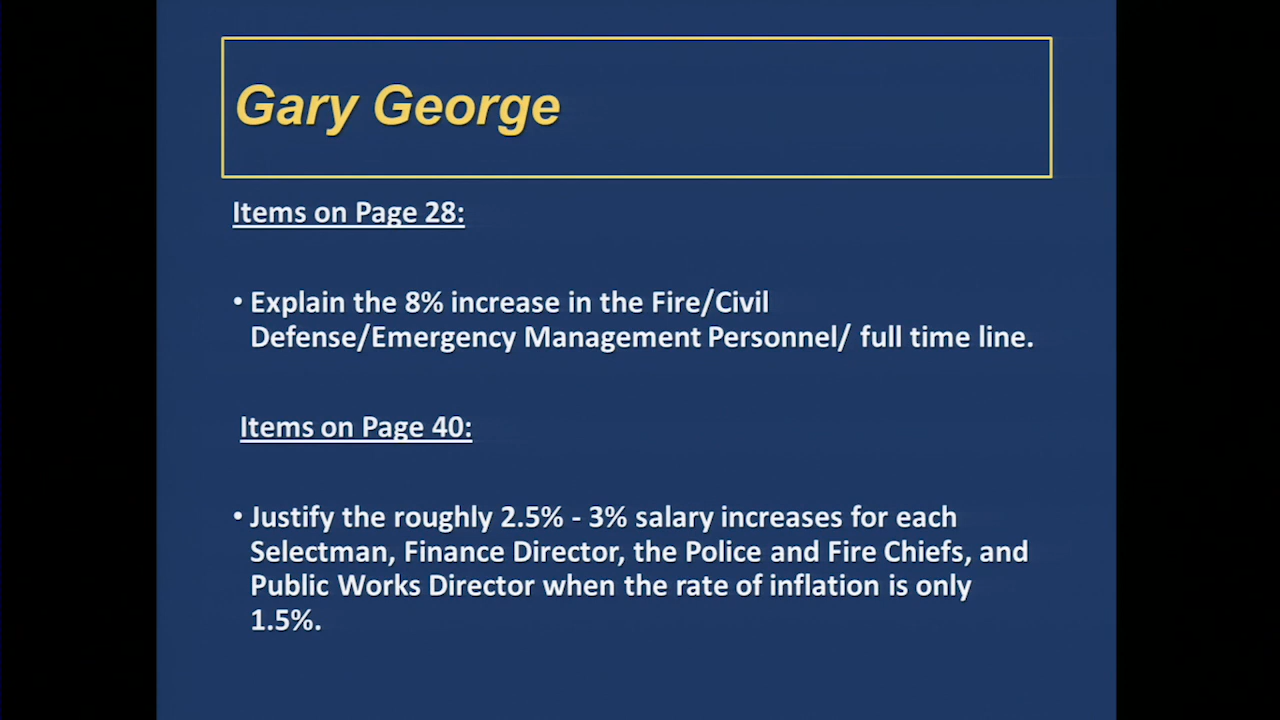 Gary George
Items on Page 28:
• Explain the 8% increase in the Fire/Civil
Defense/Emergency Management Personnel/ full time line.
Items on Page 40:
• Justify the roughly 2.5% - 3% salary increases for each
Selectman, Finance Director, the Police and Fire Chiefs, and
Public Works Director when the rate of inflation is only
1.5%.